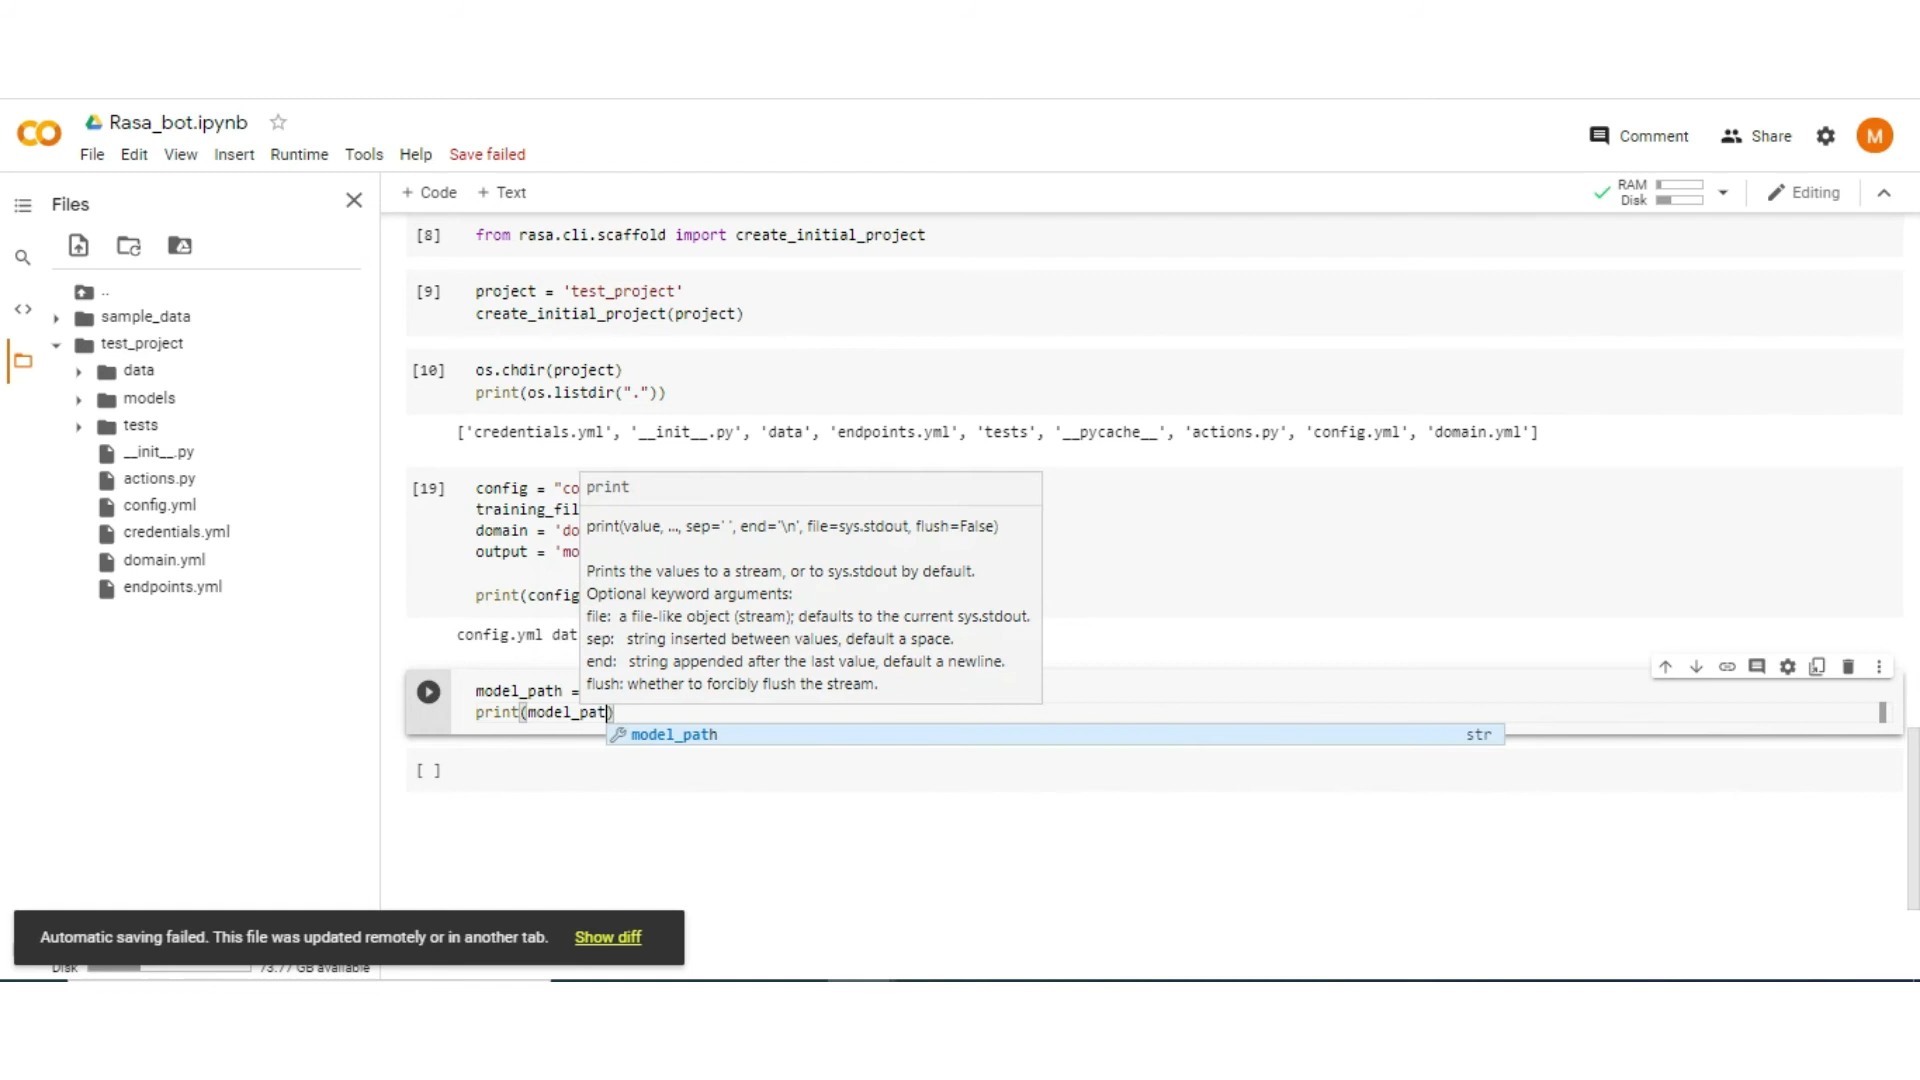 Rasa_bot.ipynb
File Edit View Insert Runtime Tools Help Save failed
Comment Share M
Files
+ Code + Text
RAM
Disk
Editing
..
sample_data
test_project
data
models
tests
__init__.py
actions.py
config.yml
credentials.yml
domain.yml
endpoints.yml
[8] from rasa.cli.scaffold import create_initial_project
[9] project = 'test_project'
create_initial_project(project)
[10] os.chdir(project)
print(os.listdir("."))
['credentials.yml', '__init__.py', 'data', 'endpoints.yml', 'tests', '__pycache__', 'actions.py', 'config.yml', 'domain.yml']
[19] config = "co
training_fil
domain = 'do
output = 'mo
print(config
config.yml dat
print
print(value, ..., sep=' ', end='\n', file=sys.stdout, flush=False)
Prints the values to a stream, or to sys.stdout by default.
Optional keyword arguments:
file: a file-like object (stream); defaults to the current sys.stdout.
sep: string inserted between values, default a space.
end: string appended after the last value, default a newline.
flush: whether to forcibly flush the stream.
model_path =
print(model_pat)
model_path str
[ ]
Automatic saving failed. This file was updated remotely or in another tab. Show diff
Disk 73.77 GB available